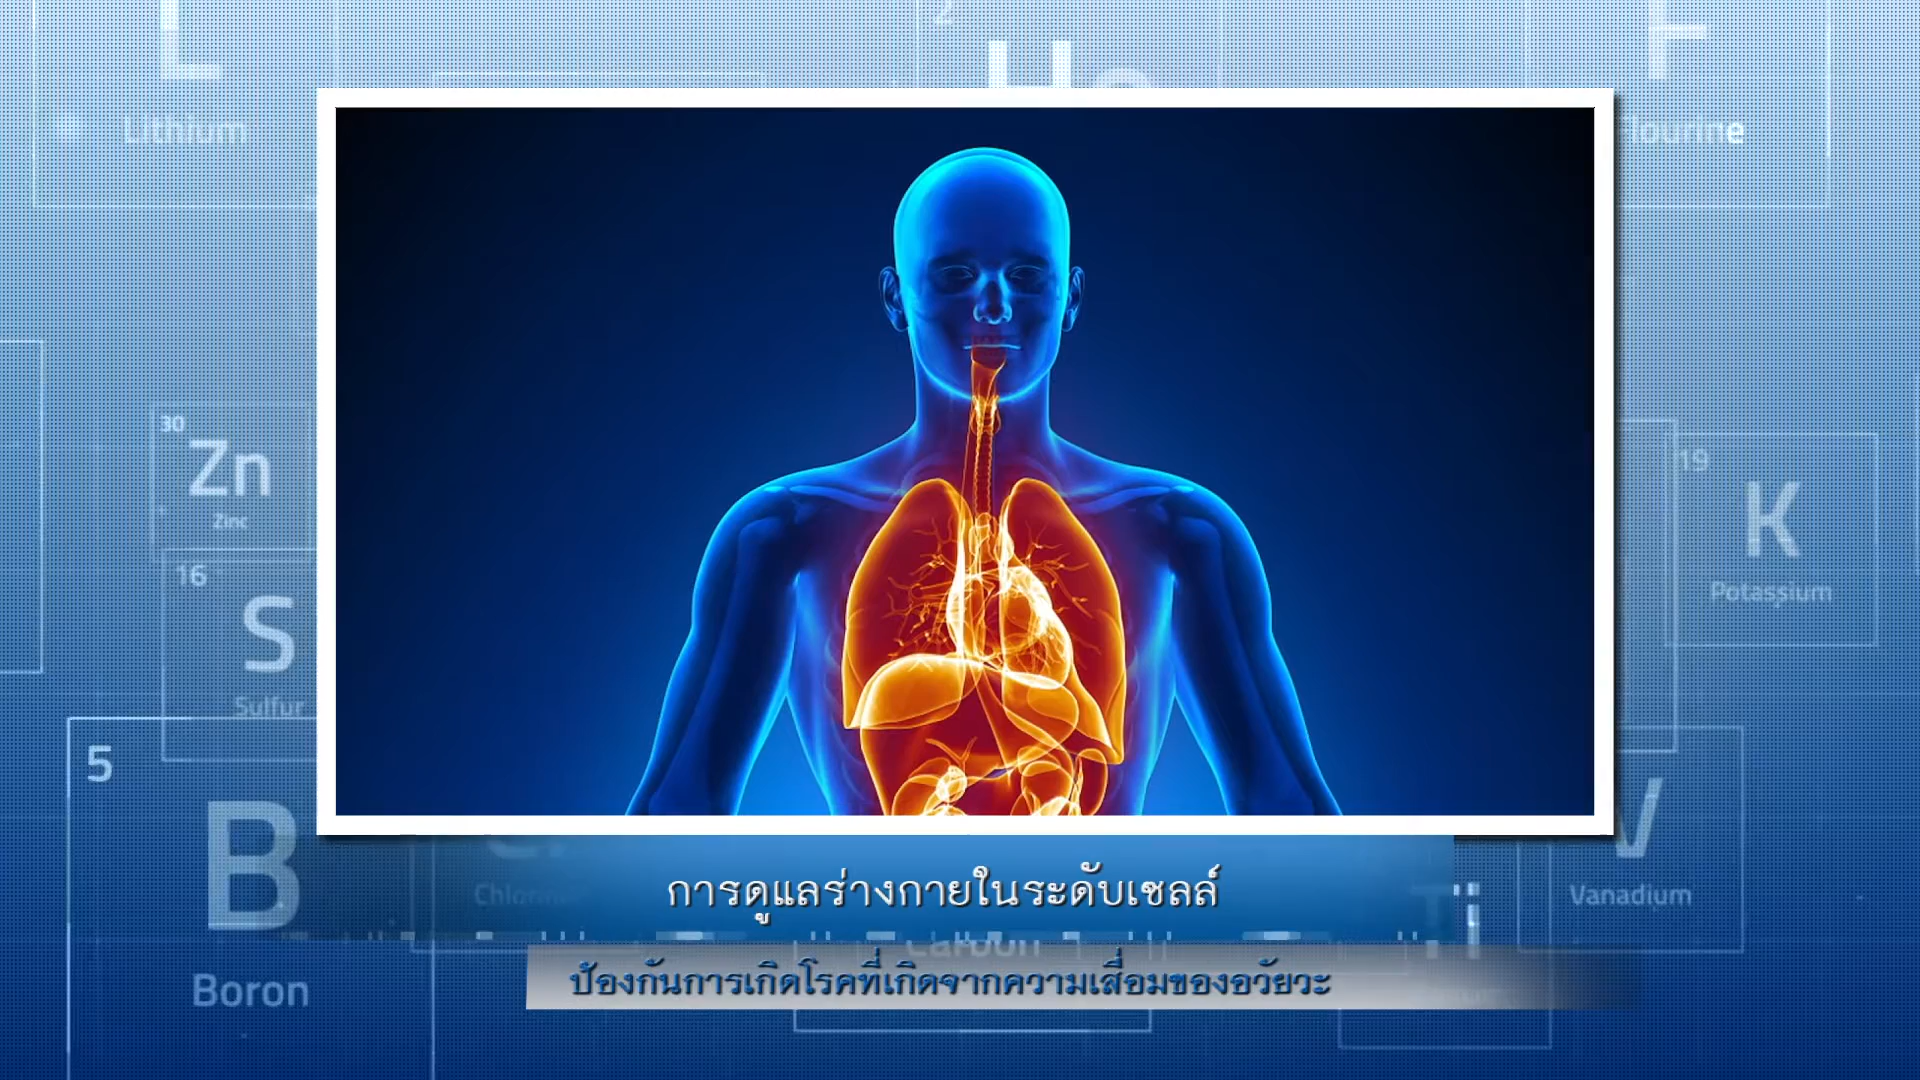 2
Lithium
30
Zn
Zinc
16
S
Sulfur
19
K
Potassium
5
B
Boron
V
Vanadium
Ti
Carbon
การดูแลร่างกายในระดับเซลล์
ป้องกันการเกิดโรคที่เกิดจากความเสื่อมของอวัยวะ